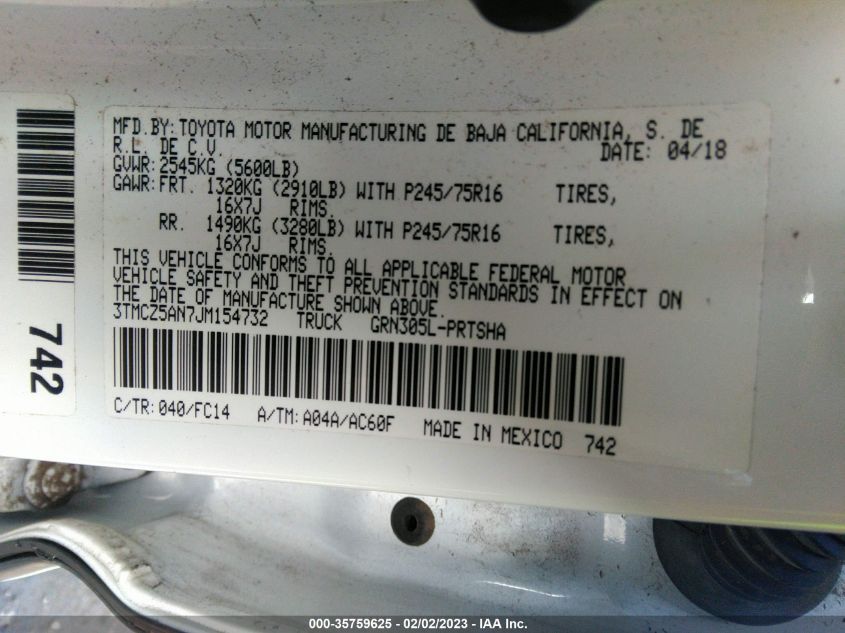 MFD.BY:TOYOTA MOTOR MANUFACTURING DE BAJA CALIFORNIA, S. DE
R.L. DE C.V. DATE: 04/18
GVWR:2545KG (5600LB)
GAWR:FRT. 1320KG (2910LB) WITH P245/75R16 TIRES,
16X7J RIMS.
RR. 1490KG (3280LB) WITH P245/75R16 TIRES,
16X7J RIMS.
THIS VEHICLE CONFORMS TO ALL APPLICABLE FEDERAL MOTOR
VEHICLE SAFETY AND THEFT PREVENTION STANDARDS IN EFFECT ON
THE DATE OF MANUFACTURE SHOWN ABOVE.
3TMCZ5AN7JM154732 TRUCK GRN305L-PRTSHA
C/TR:040/FC14 A/TM:A04A/AC60F MADE IN MEXICO 742
742
000-35759625 - 02/02/2023 - IAA Inc.